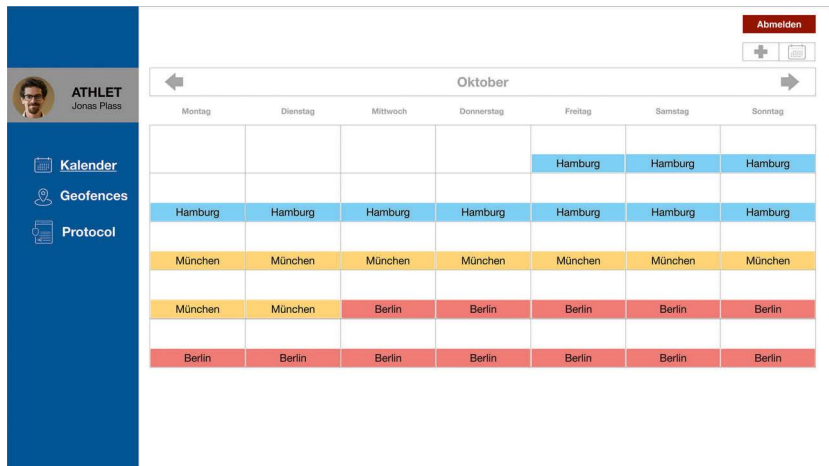 Abmelden
ATHLET
Jonas Plass
Kalender
Geofences
Protocol
Oktober
Montag Dienstag Mittwoch Donnerstag Freitag Samstag Sonntag
Hamburg Hamburg Hamburg
Hamburg Hamburg Hamburg Hamburg Hamburg Hamburg Hamburg
München München München München München München München
München München Berlin Berlin Berlin Berlin Berlin
Berlin Berlin Berlin Berlin Berlin Berlin Berlin